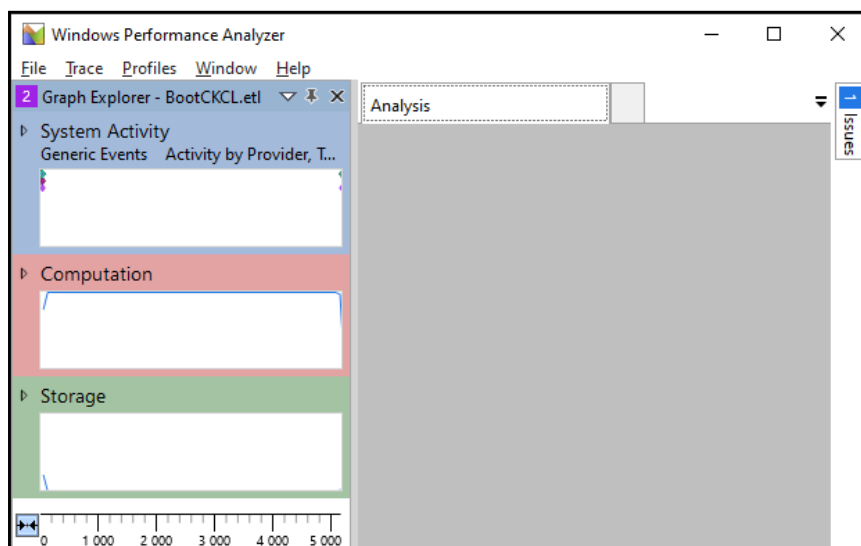 Windows Performance Analyzer
File Trace Profiles Window Help
2 Graph Explorer - BootCKCL.etl
Analysis
1 Issues
System Activity
Generic Events Activity by Provider, T...
Computation
Storage
0 1 000 2 000 3 000 4 000 5 000